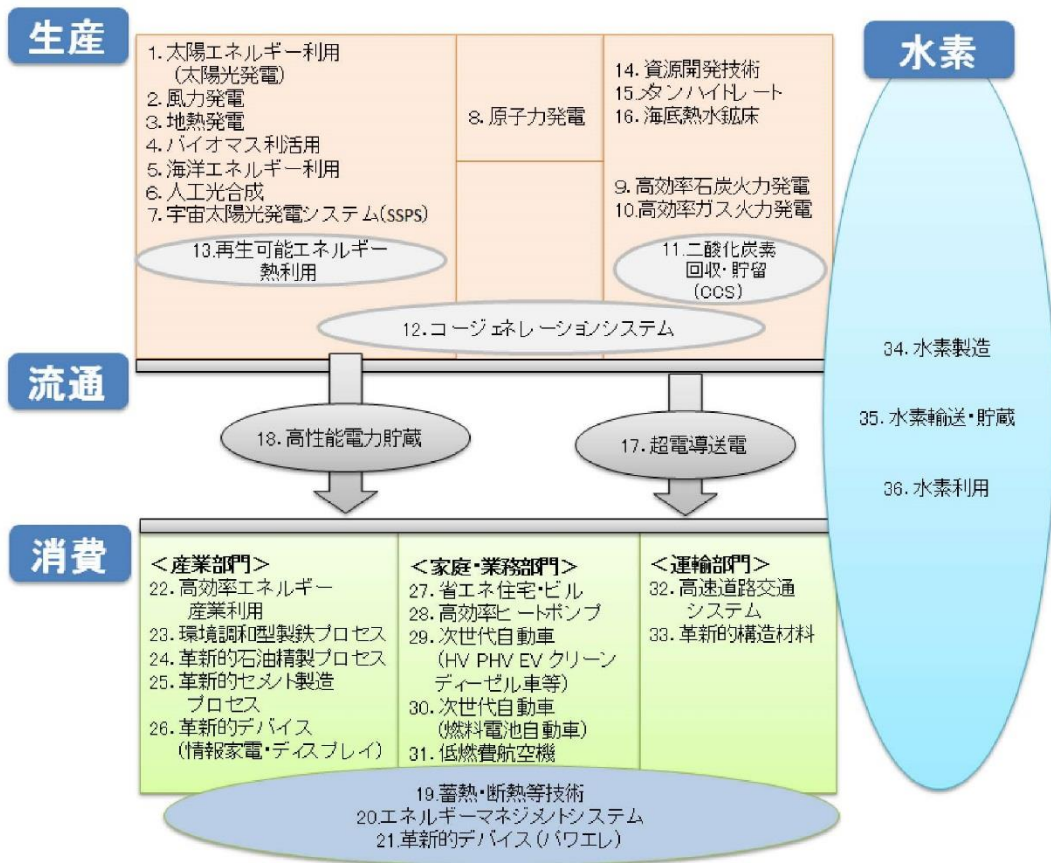 生産
1.太陽エネルギー利用
(太陽光発電)
2.風力発電
3.地熱発電
4.バイオマス利活用
5.海洋エネルギー利用
6.人工光合成
7.宇宙太陽光発電システム(SSPS)
13.再生可能エネルギー
熱利用
8.原子力発電
14.資源開発技術
15.メタンハイドレート
16.海底熱水鉱床
9.高効率石炭火力発電
10.高効率ガス火力発電
11.二酸化炭素
回収・貯留
(CCS)
12.コージェネレーションシステム
流通
18.高性能電力貯蔵
17.超電導送電
消費
<産業部門>
22.高効率エネルギー
産業利用
23.環境調和型製鉄プロセス
24.革新的石油精製プロセス
25.革新的セメント製造
プロセス
26.革新的デバイス
(情報家電・ディスプレイ)
<家庭・業務部門>
27.省エネ住宅・ビル
28.高効率ヒートポンプ
29.次世代自動車
(HV PHV EV クリーン
ディーゼル車等)
30.次世代自動車
(燃料電池自動車)
31.低燃費航空機
<運輸部門>
32.高速道路交通
システム
33.革新的構造材料
19.蓄熱・断熱等技術
20.エネルギーマネジメントシステム
21.革新的デバイス(パワエレ)
水素
34.水素製造
35.水素輸送・貯蔵
36.水素利用